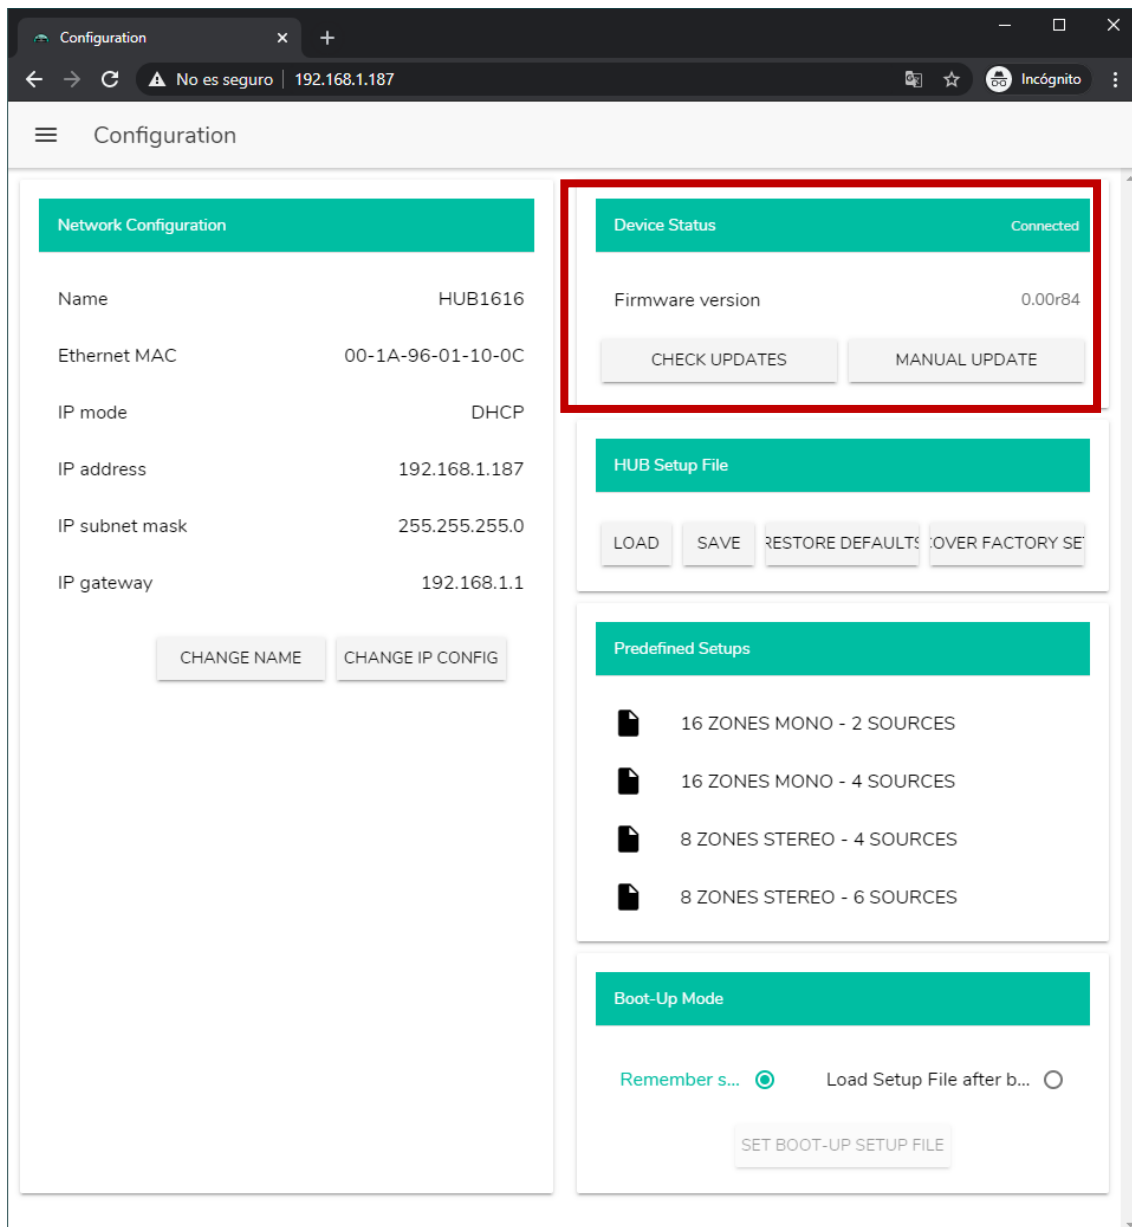 Configuration
No es seguro | 192.168.1.187
Incógnito
Configuration
Network Configuration
Name HUB1616
Ethernet MAC 00-1A-96-01-10-0C
IP mode DHCP
IP address 192.168.1.187
IP subnet mask 255.255.255.0
IP gateway 192.168.1.1
CHANGE NAME CHANGE IP CONFIG
Device Status Connected
Firmware version 0.00r84
CHECK UPDATES MANUAL UPDATE
HUB Setup File
LOAD SAVE RESTORE DEFAULTS OVER FACTORY SE
Predefined Setups
16 ZONES MONO - 2 SOURCES
16 ZONES MONO - 4 SOURCES
8 ZONES STEREO - 4 SOURCES
8 ZONES STEREO - 6 SOURCES
Boot-Up Mode
Remember s... Load Setup File after b...
SET BOOT-UP SETUP FILE